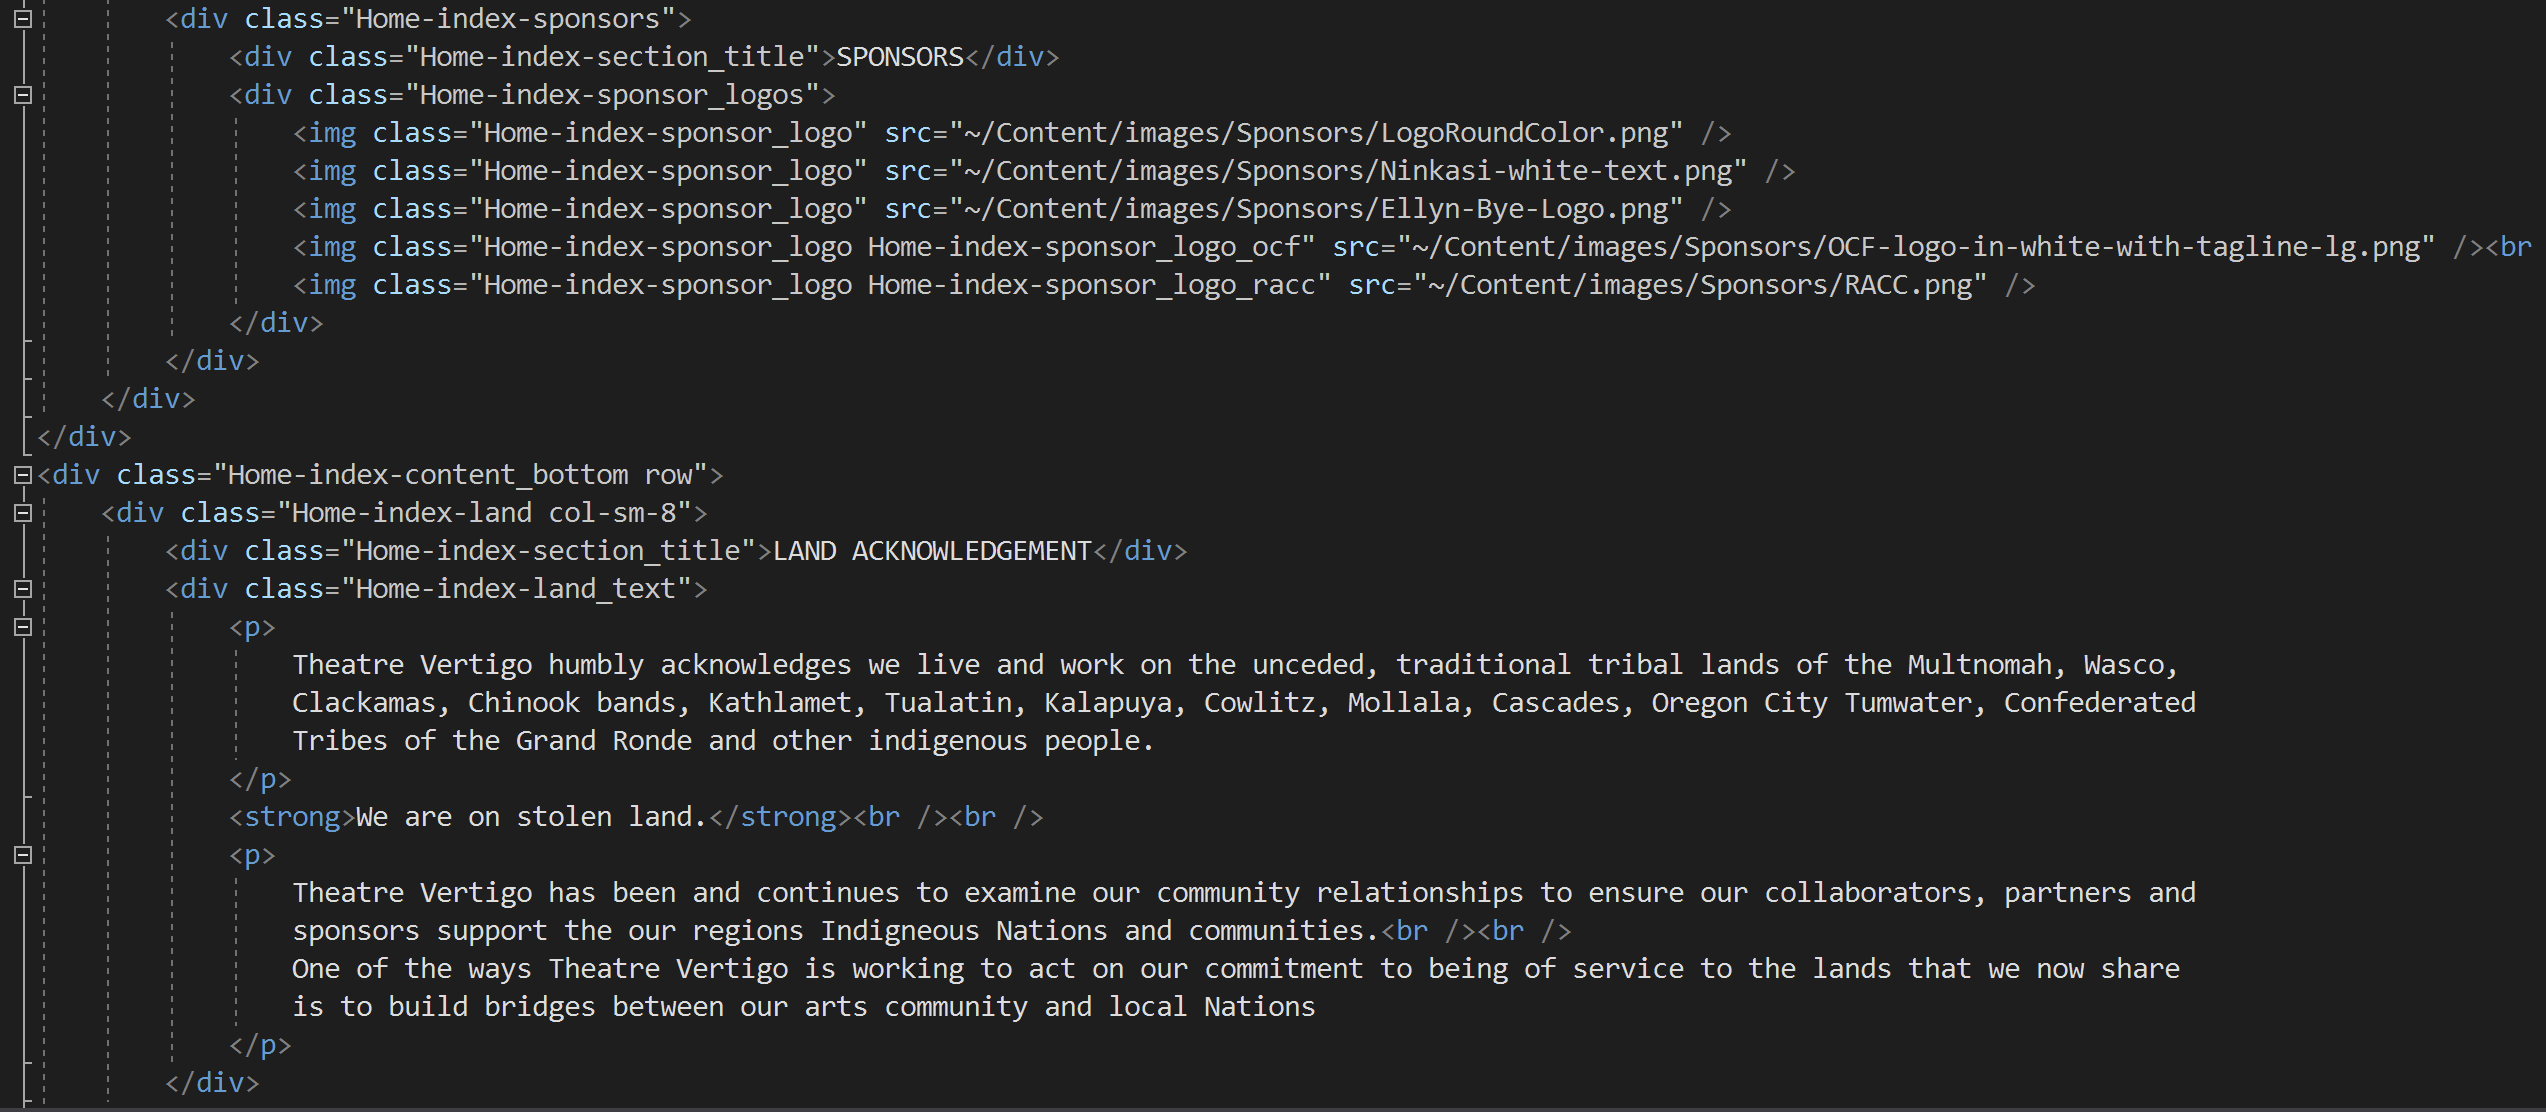 <div class="Home-index-sponsors">
<div class="Home-index-section_title">SPONSORS</div>
<div class="Home-index-sponsor_logos">
<img class="Home-index-sponsor_logo" src="~/Content/images/Sponsors/LogoRoundColor.png" />
<img class="Home-index-sponsor_logo" src="~/Content/images/Sponsors/Ninkasi-white-text.png" />
<img class="Home-index-sponsor_logo" src="~/Content/images/Sponsors/Ellyn-Bye-Logo.png" />
<img class="Home-index-sponsor_logo Home-index-sponsor_logo_ocf" src="~/Content/images/Sponsors/OCF-logo-in-white-with-tagline-lg.png" /><br
<img class="Home-index-sponsor_logo Home-index-sponsor_logo_racc" src="~/Content/images/Sponsors/RACC.png" />
</div>
</div>
</div>
</div>
<div class="Home-index-content_bottom row">
<div class="Home-index-land col-sm-8">
<div class="Home-index-section_title">LAND ACKNOWLEDGEMENT</div>
<div class="Home-index-land_text">
<p>
Theatre Vertigo humbly acknowledges we live and work on the unceded, traditional tribal lands of the Multnomah, Wasco,
Clackamas, Chinook bands, Kathlamet, Tualatin, Kalapuya, Cowlitz, Mollala, Cascades, Oregon City Tumwater, Confederated
Tribes of the Grand Ronde and other indigenous people.
</p>
<strong>We are on stolen land.</strong><br /><br />
<p>
Theatre Vertigo has been and continues to examine our community relationships to ensure our collaborators, partners and
sponsors support the our regions Indigneous Nations and communities.<br /><br />
One of the ways Theatre Vertigo is working to act on our commitment to being of service to the lands that we now share
is to build bridges between our arts community and local Nations
</p>
</div>